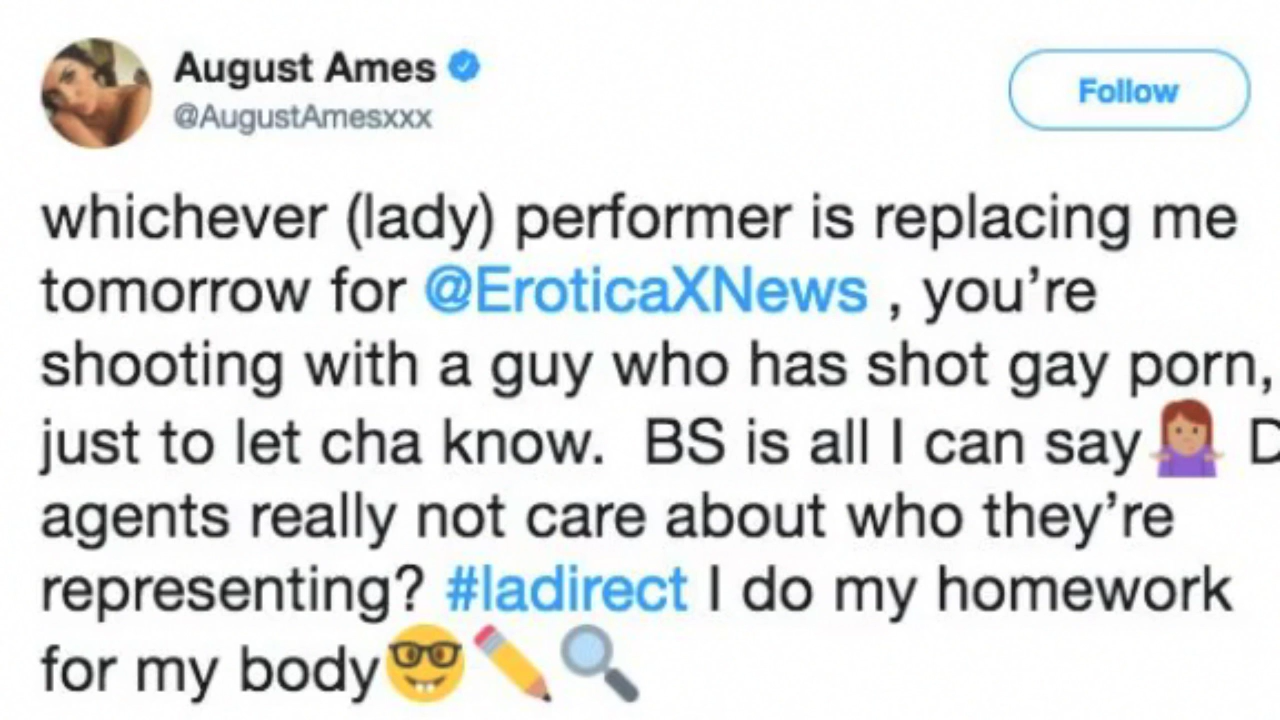 August Ames
@AugustAmesxxx
Follow
whichever (lady) performer is replacing me
tomorrow for @EroticaXNews , you’re
shooting with a guy who has shot gay porn,
just to let cha know.  BS is all I can say🤷🏽‍♀️ D
agents really not care about who they’re
representing? #ladirect I do my homework
for my body🤓✏️🔍